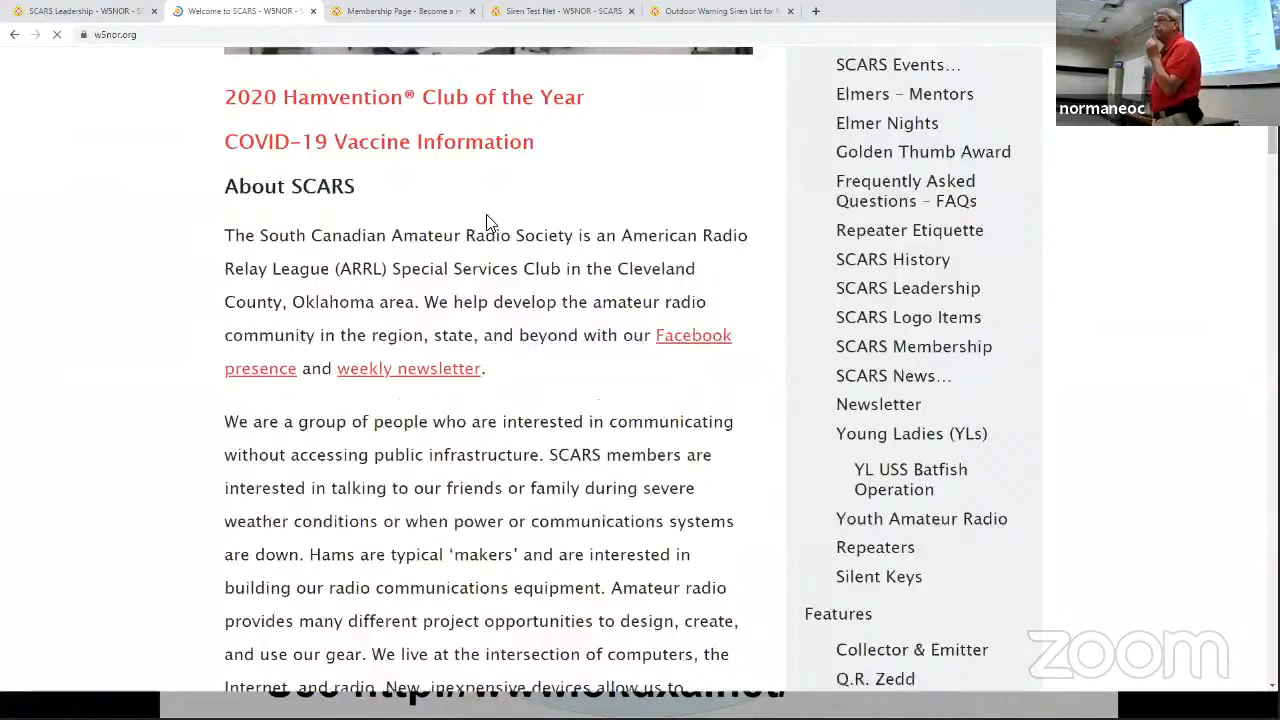 SCARS Leadership - W5NOR - S
Welcome to SCARS - W5NOR - S
Membership Page - Become a m
Siren Test Net - W5NOR - SCARS
Outdoor Warning Siren List for N
w5nor.org
normaneoc
2020 Hamvention® Club of the Year
COVID-19 Vaccine Information
About SCARS
The South Canadian Amateur Radio Society is an American Radio
Relay League (ARRL) Special Services Club in the Cleveland
County, Oklahoma area. We help develop the amateur radio
community in the region, state, and beyond with our Facebook
presence and weekly newsletter.
We are a group of people who are interested in communicating
without accessing public infrastructure. SCARS members are
interested in talking to our friends or family during severe
weather conditions or when power or communications systems
are down. Hams are typical ‘makers’ and are interested in
building our radio communications equipment. Amateur radio
provides many different project opportunities to design, create,
and use our gear. We live at the intersection of computers, the
Internet, and radio. New, inexpensive devices allow us to
SCARS Events…
Elmers – Mentors
Elmer Nights
Golden Thumb Award
Frequently Asked
Questions – FAQs
Repeater Etiquette
SCARS History
SCARS Leadership
SCARS Logo Items
SCARS Membership
SCARS News…
Newsletter
Young Ladies (YLs)
YL USS Batfish
Operation
Youth Amateur Radio
Repeaters
Silent Keys
Features
Collector & Emitter
Q.R. Zedd
zoom